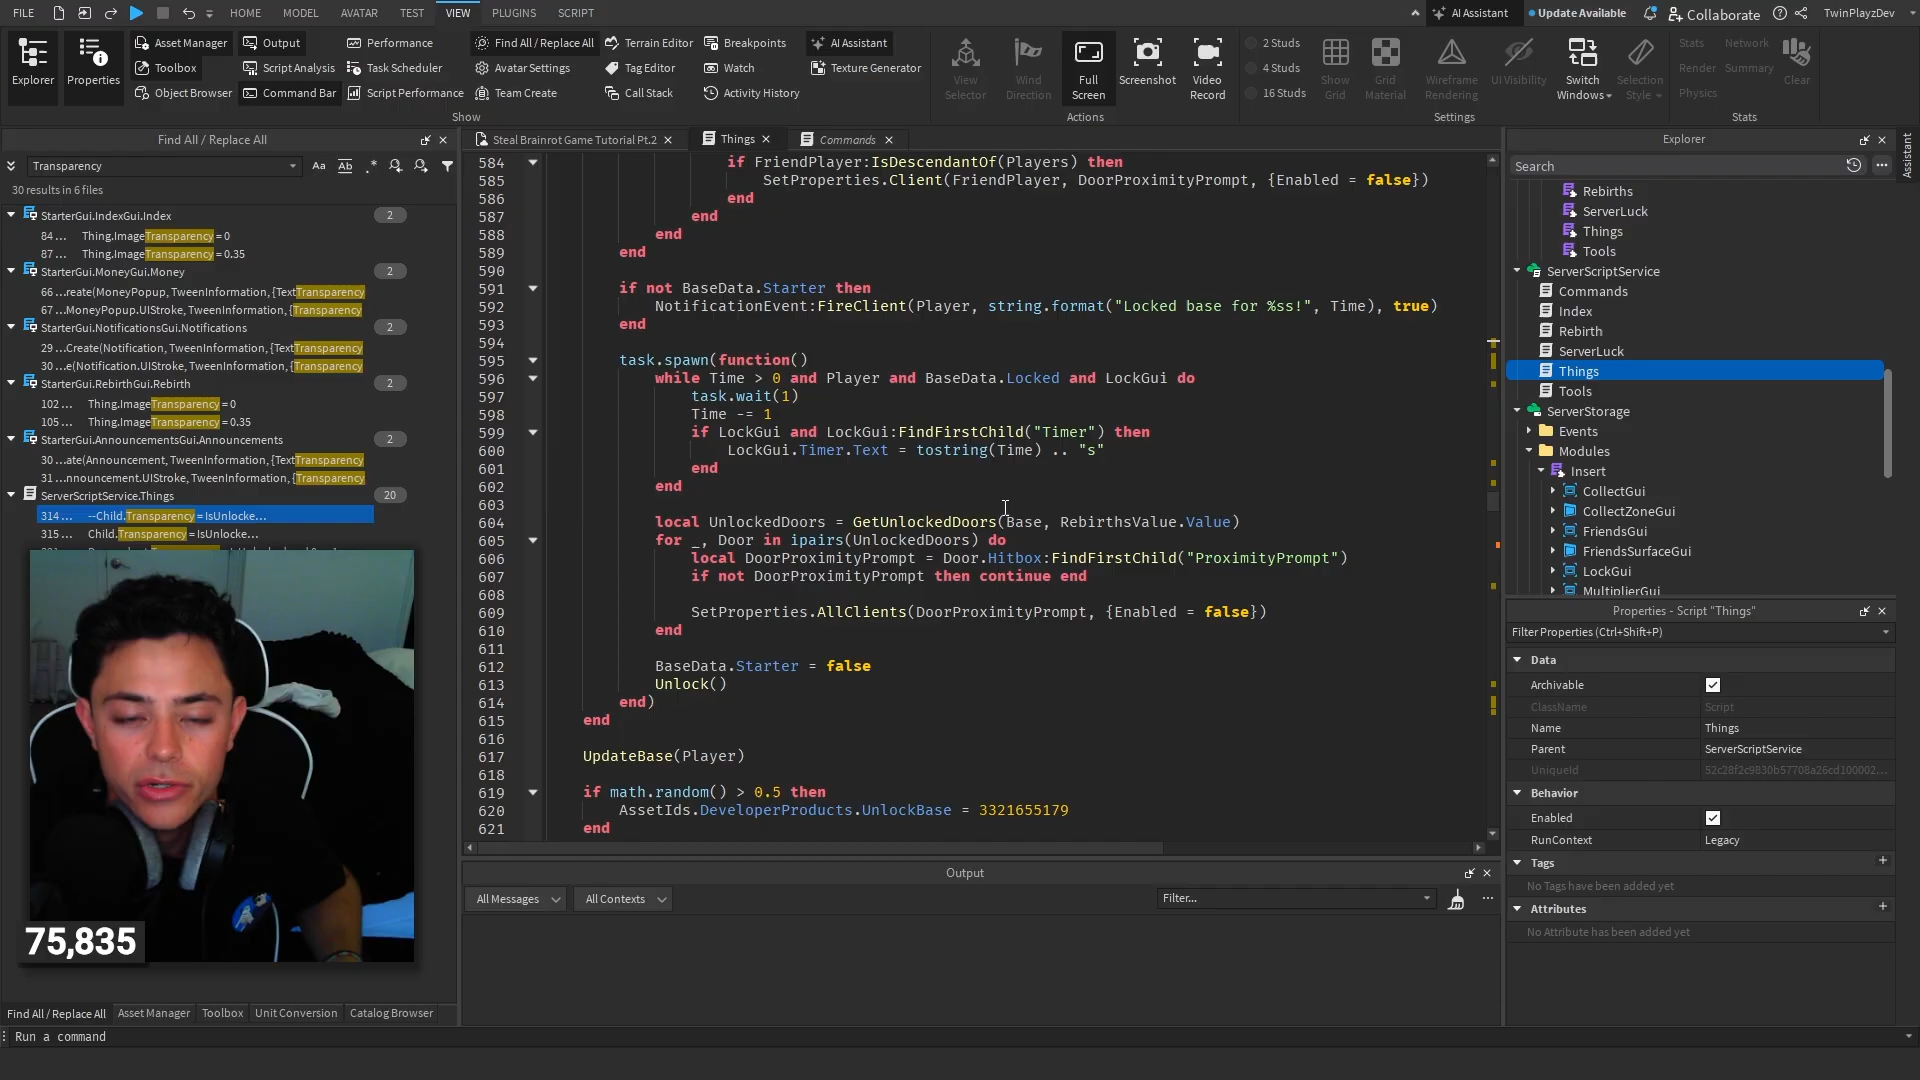 FILE
HOME
MODEL
AVATAR
TEST
VIEW
PLUGINS
SCRIPT
AI Assistant
Update Available
Collaborate
TwinPlayzDev
Explorer
Properties
Asset Manager
Toolbox
Object Browser
Output
Script Analysis
Command Bar
Performance
Task Scheduler
Script Performance
Find All / Replace All
Avatar Settings
Team Create
Terrain Editor
Tag Editor
Call Stack
Breakpoints
Watch
Activity History
AI Assistant
Texture Generator
Show
View Selector
Wind Direction
Full Screen
Screenshot
Video Record
Actions
2 Studs
4 Studs
16 Studs
Show Grid
Grid Material
Wireframe Rendering
UI Visibility
Switch Windows
Selection Style
Settings
Stats
Network
Render
Summary
Physics
Clear
Stats
Find All / Replace All
Transparency
Aa
Ab
.*
30 results in 6 files
StarterGui.IndexGui.Index 2
84 ... Thing.ImageTransparency = 0
87 ... Thing.ImageTransparency = 0.35
StarterGui.MoneyGui.Money 2
66 ...reate(MoneyPopup, TweenInformation, {TextTransparency
67 ...MoneyPopup.UIStroke, TweenInformation, {Transparency
StarterGui.NotificationsGui.Notifications 2
29 ...Create(Notification, TweenInformation, {TextTransparency
30 ...e(Notification.UIStroke, TweenInformation, {Transparency
StarterGui.RebirthGui.Rebirth 2
102 ... Thing.ImageTransparency = 0
105 ... Thing.ImageTransparency = 0.35
StarterGui.AnnouncementsGui.Announcements 2
30 ...ate(Announcement, TweenInformation, {TextTransparency
31 ...nnouncement.UIStroke, TweenInformation, {Transparency
ServerScriptService.Things 20
314 ... --Child.Transparency = IsUnlocke...
315 ... Child.Transparency = IsUnlocke...
75,835
Find All / Replace All
Asset Manager
Toolbox
Unit Conversion
Catalog Browser
Run a command
Steal Brainrot Game Tutorial Pt.2
Things
Commands
584 if FriendPlayer:IsDescendantOf(Players) then
585 SetProperties.Client(FriendPlayer, DoorProximityPrompt, {Enabled = false})
586 end
587 end
588 end
589 end
590
591 if not BaseData.Starter then
592 NotificationEvent:FireClient(Player, string.format("Locked base for %ss!", Time), true)
593 end
594
595 task.spawn(function()
596 while Time > 0 and Player and BaseData.Locked and LockGui do
597 task.wait(1)
598 Time -= 1
599 if LockGui and LockGui:FindFirstChild("Timer") then
600 LockGui.Timer.Text = tostring(Time) .. "s"
601 end
602 end
603
604 local UnlockedDoors = GetUnlockedDoors(Base, RebirthsValue.Value)
605 for _, Door in ipairs(UnlockedDoors) do
606 local DoorProximityPrompt = Door.Hitbox:FindFirstChild("ProximityPrompt")
607 if not DoorProximityPrompt then continue end
608
609 SetProperties.AllClients(DoorProximityPrompt, {Enabled = false})
610 end
611
612 BaseData.Starter = false
613 Unlock()
614 end)
615 end
616
617 UpdateBase(Player)
618
619 if math.random() > 0.5 then
620 AssetIds.DeveloperProducts.UnlockBase = 3321655179
621 end
Output
All Messages
All Contexts
Filter...
Explorer
Search
Rebirths
ServerLuck
Things
Tools
ServerScriptService
Commands
Index
Rebirth
ServerLuck
Things
Tools
ServerStorage
Events
Modules
Insert
CollectGui
CollectZoneGui
FriendsGui
FriendsSurfaceGui
LockGui
MultiplierGui
Assistant
Properties - Script "Things"
Filter Properties (Ctrl+Shift+P)
Data
Archivable
ClassName Script
Name Things
Parent ServerScriptService
UniqueId 52c28f2c9830b57708a26cd100002...
Behavior
Enabled
RunContext Legacy
Tags
No Tags have been added yet
Attributes
No Attribute has been added yet